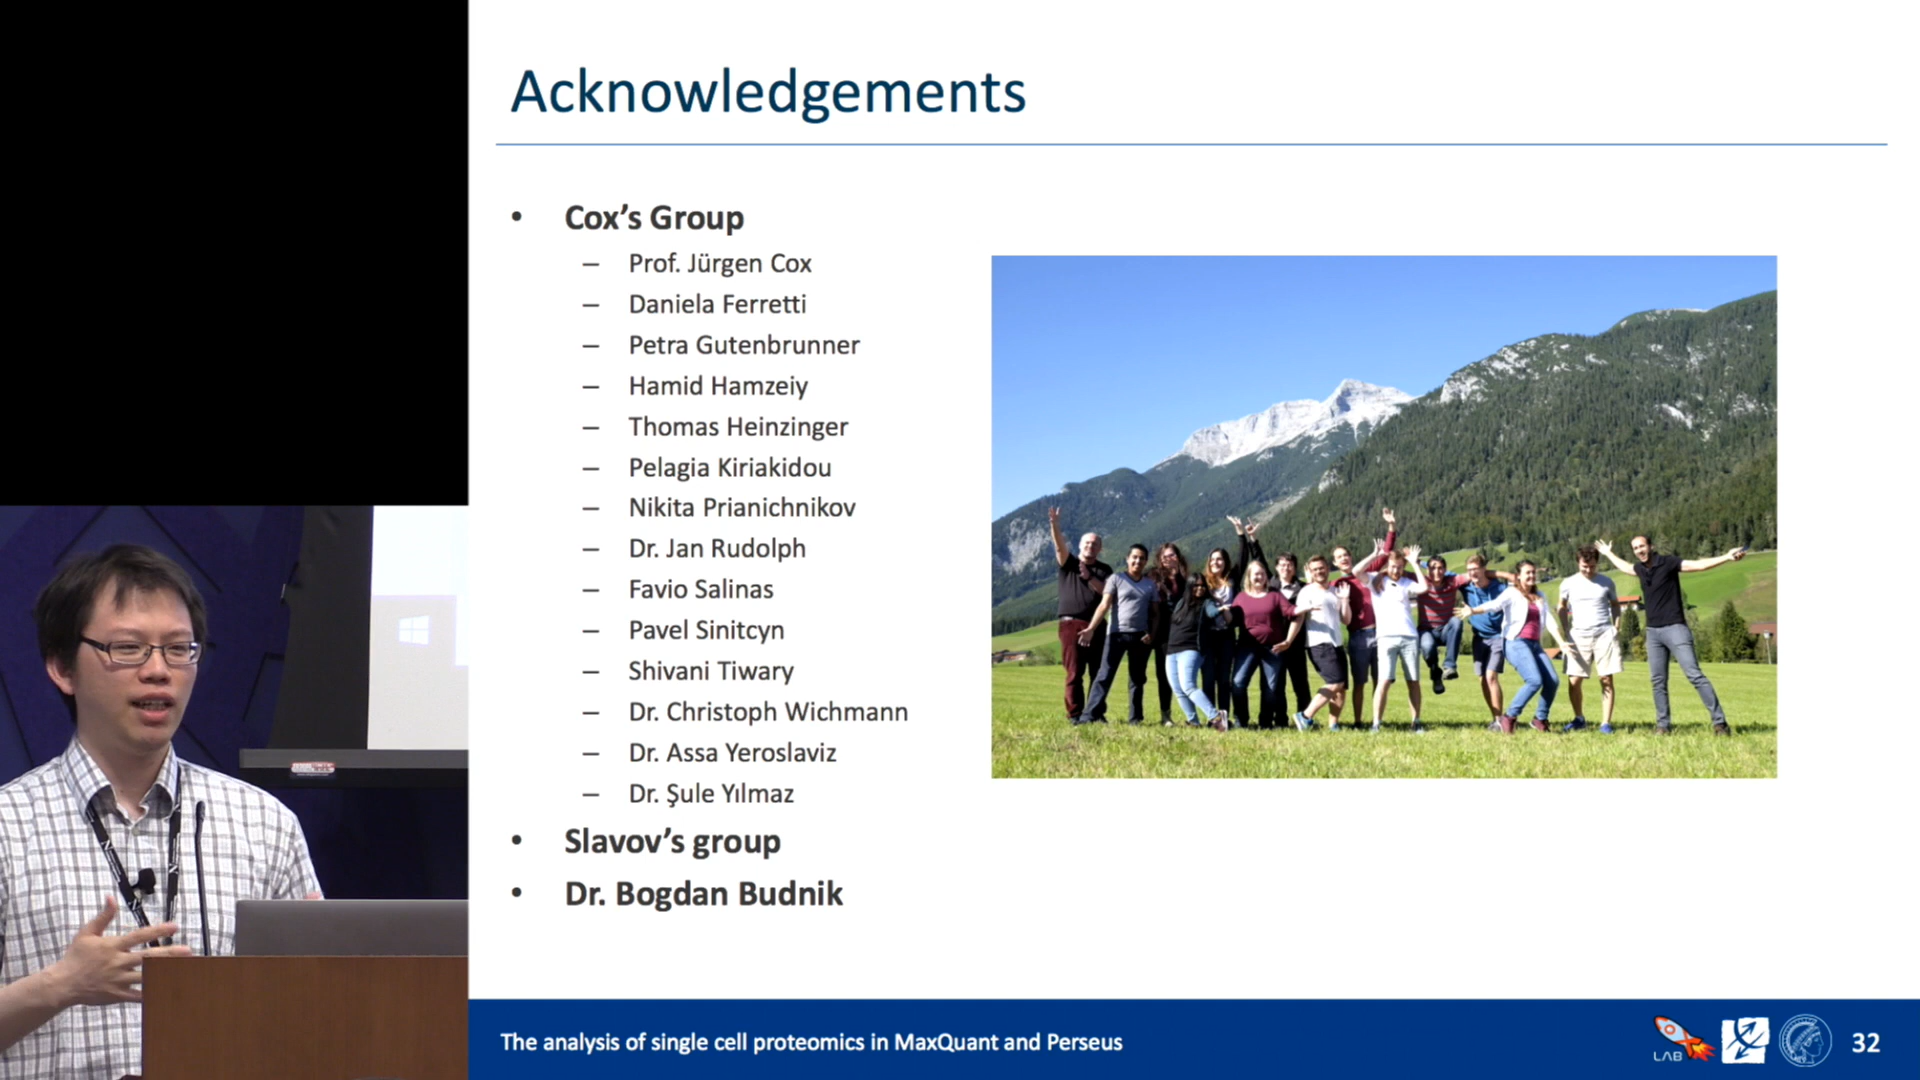 Acknowledgements
• Cox's Group
– Prof. Jürgen Cox
– Daniela Ferretti
– Petra Gutenbrunner
– Hamid Hamzeiy
– Thomas Heinzinger
– Pelagia Kiriakidou
– Nikita Prianichnikov
– Dr. Jan Rudolph
– Favio Salinas
– Pavel Sinitcyn
– Shivani Tiwary
– Dr. Christoph Wichmann
– Dr. Assa Yeroslaviz
– Dr. Şule Yılmaz
• Slavov's group
• Dr. Bogdan Budnik
The analysis of single cell proteomics in MaxQuant and Perseus
LAB
32